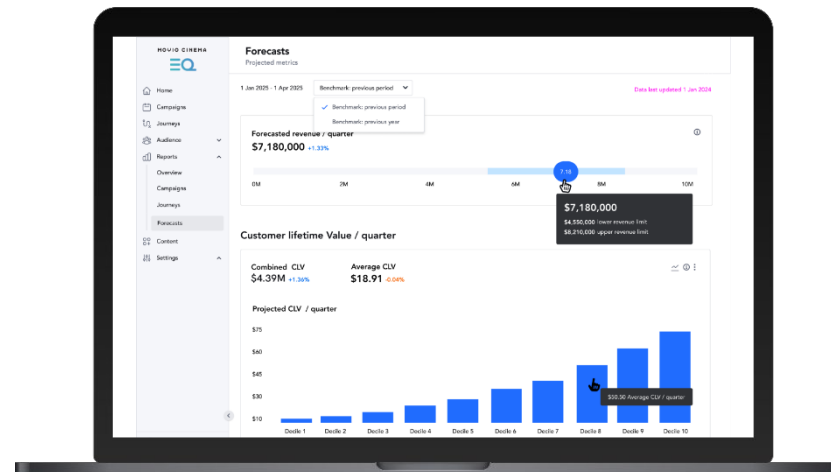 MOVIO CINEMA
EQ
Home
Campaigns
Journeys
Audience
Reports
Overview
Campaigns
Journeys
Forecasts
Content
Settings
Forecasts
Projected metrics
1 Jan 2025 - 1 Apr 2025
Benchmark: previous period
Data last updated 1 Jan 2024
Benchmark: previous period
Benchmark: previous year
Forecasted revenue / quarter
$7,180,000 +1.33%
7.18
0M 2M 4M 6M 8M 10M
$7,180,000
$4,550,000 lower revenue limit
$8,210,000 upper revenue limit
Customer lifetime Value / quarter
Combined CLV Average CLV
$4.39M +1.36% $18.91 -0.04%
Projected CLV / quarter
$75
$60
$45
$30
$10
Average CLV / quarter
Decile 1 Decile 2 Decile 3 Decile 4 Decile 5 Decile 6 Decile 7 Decile 8 Decile 9 Decile 10